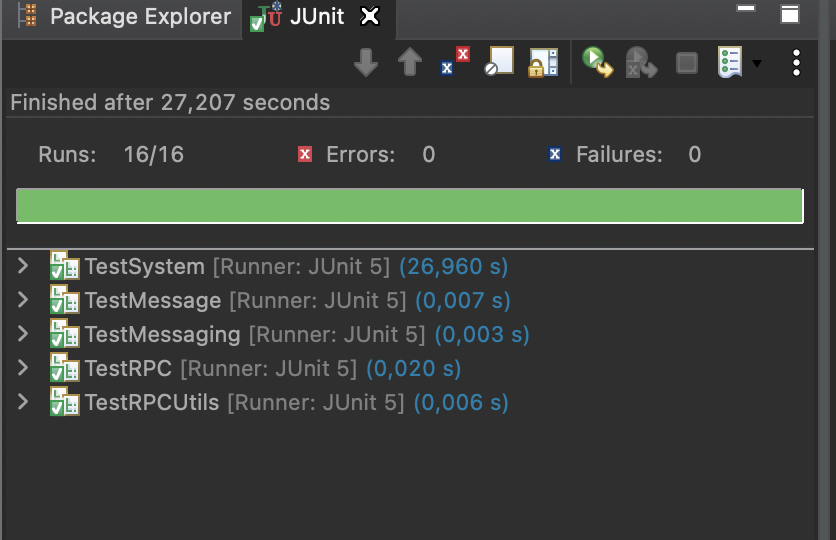 Package Explorer JUnit
Finished after 27,207 seconds
Runs: 16/16 Errors: 0 Failures: 0
TestSystem [Runner: JUnit 5] (26,960 s)
TestMessage [Runner: JUnit 5] (0,007 s)
TestMessaging [Runner: JUnit 5] (0,003 s)
TestRPC [Runner: JUnit 5] (0,020 s)
TestRPCUtils [Runner: JUnit 5] (0,006 s)